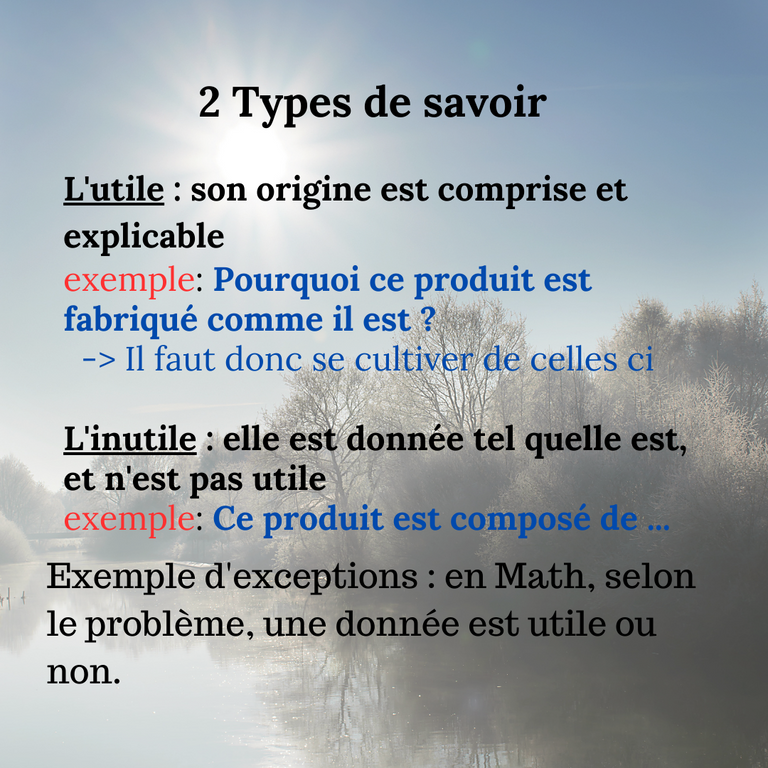 2 Types de savoir
L'utile : son origine est comprise et
explicable
exemple: Pourquoi ce produit est
fabriqué comme il est ?
-> Il faut donc se cultiver de celles ci
L'inutile : elle est donnée tel quelle est,
et n'est pas utile
exemple: Ce produit est composé de ...
Exemple d'exceptions : en Math, selon
le problème, une donnée est utile ou
non.